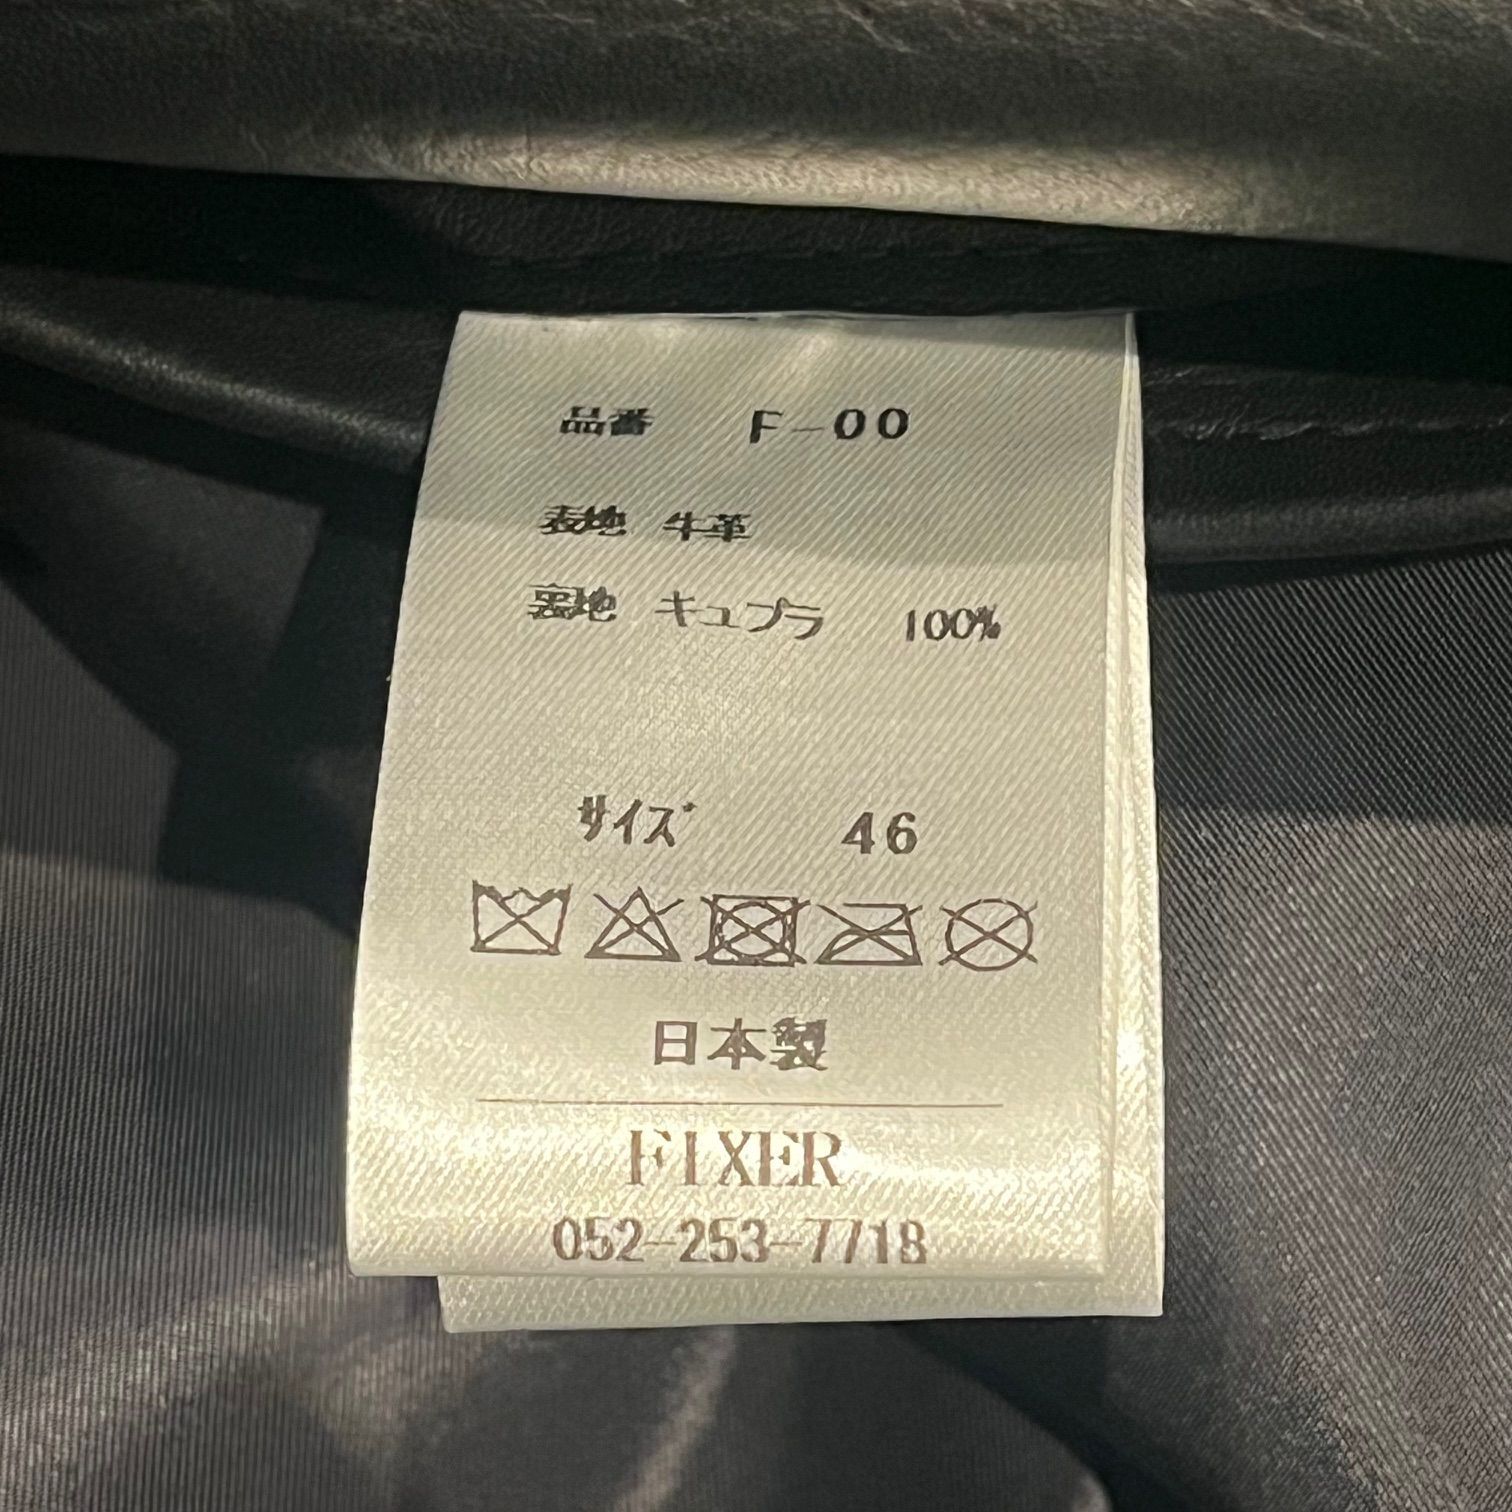 品番 F-00
表地 牛革
裏地 キュプラ 100%
サイズ 46
日本製
FIXER
052-253-7718